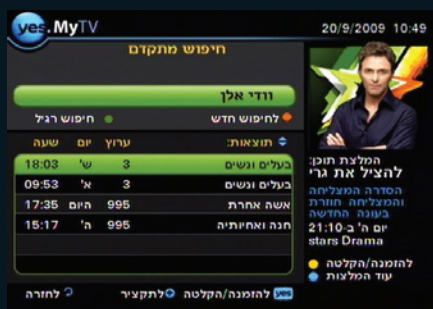 yes. MyTV
20/9/2009 10:49
חיפוש מתקדם
וודי אלן
לחיפוש חדש
חיפוש רגיל
תוצאות: ערוץ יום שעה
בעלים ונשים 3 ש' 18:03
בעלים ונשים 3 א' 09:53
אשה אחרת 995 היום 17:35
חנה ואחיותיה 995 ה' 15:17
yes להזמנה/הקלטה לתקציר לחזרה
המלצת תוכן:
להציל את גרי
הסדרה המצליחה
והמצליחה חוזרת
בעונה החדשה
יום ה' ב-21:10
stars Drama
להזמנה/הקלטה
עוד המלצות